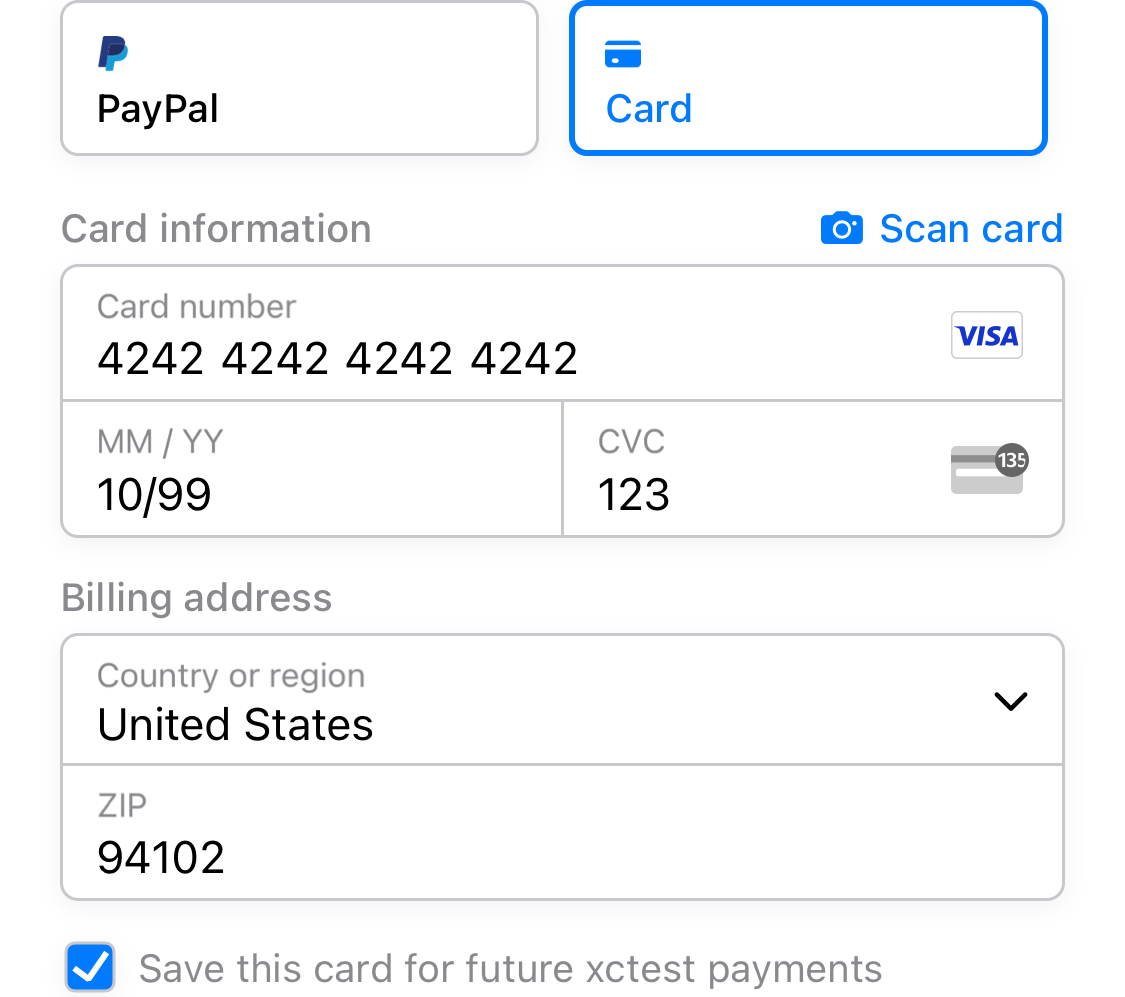 PayPal
Card
Card information
Scan card
Card number
4242 4242 4242 4242
VISA
MM / YY
10/99
CVC
123
135
Billing address
Country or region
United States
ZIP
94102
Save this card for future xctest payments